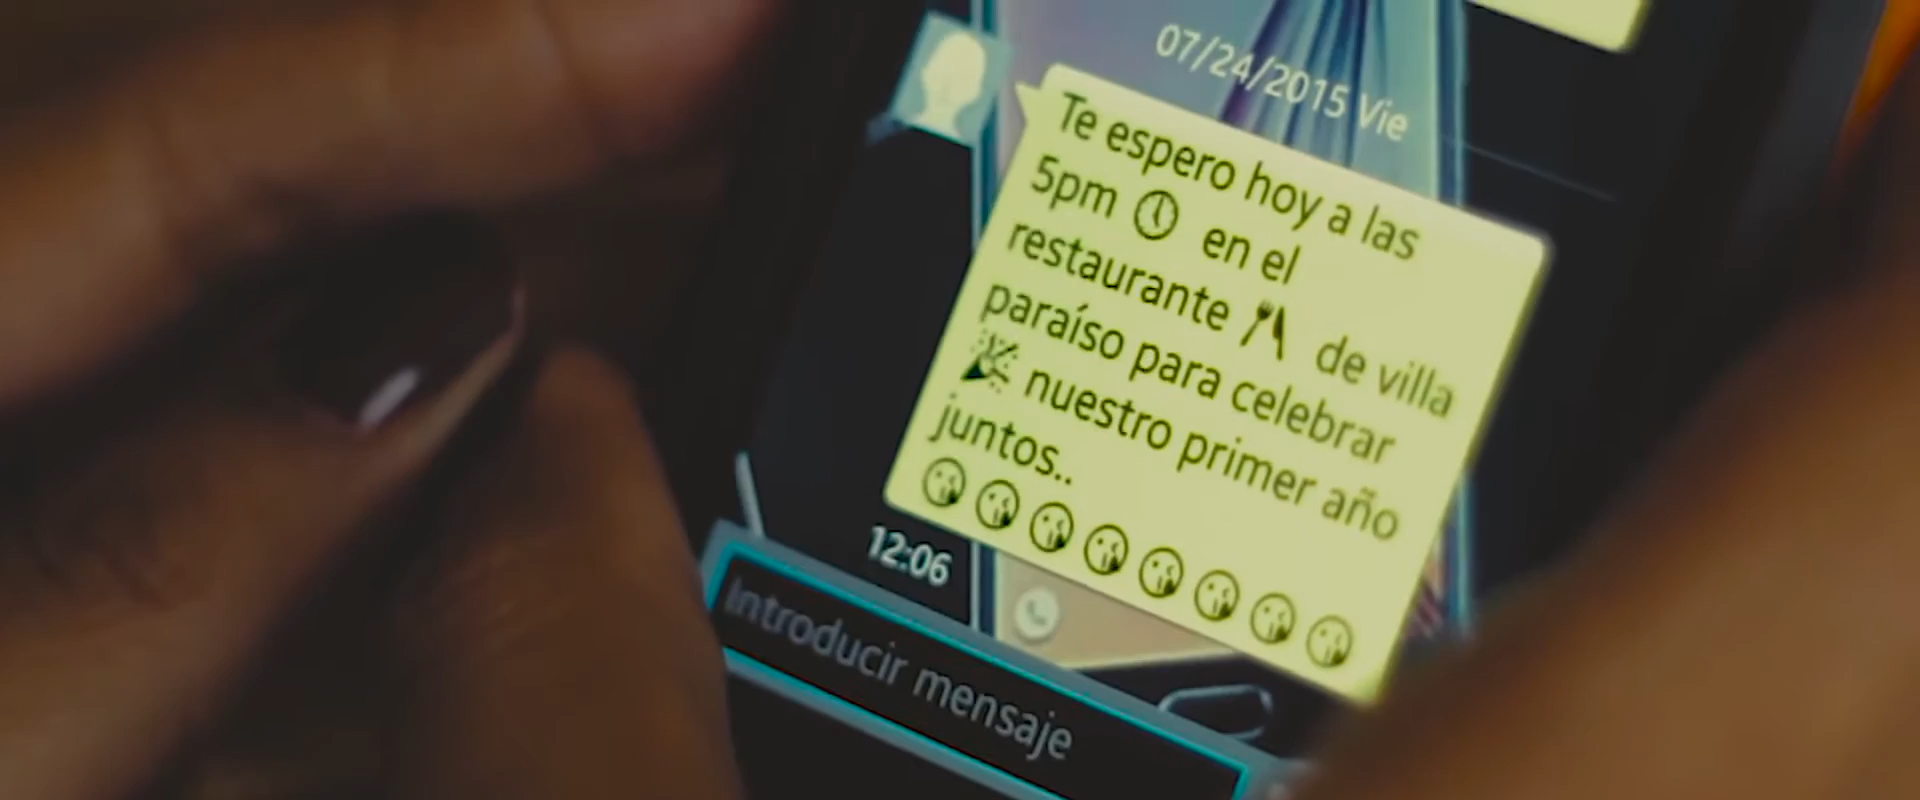 07/24/2015 Vie
Te espero hoy a las
5pm 🕔 en el
restaurante 🍴 de villa
paraíso para celebrar
🎉 nuestro primer año
juntos..
😘😘😘😘😘😘😘😘
12:06
Introducir mensaje